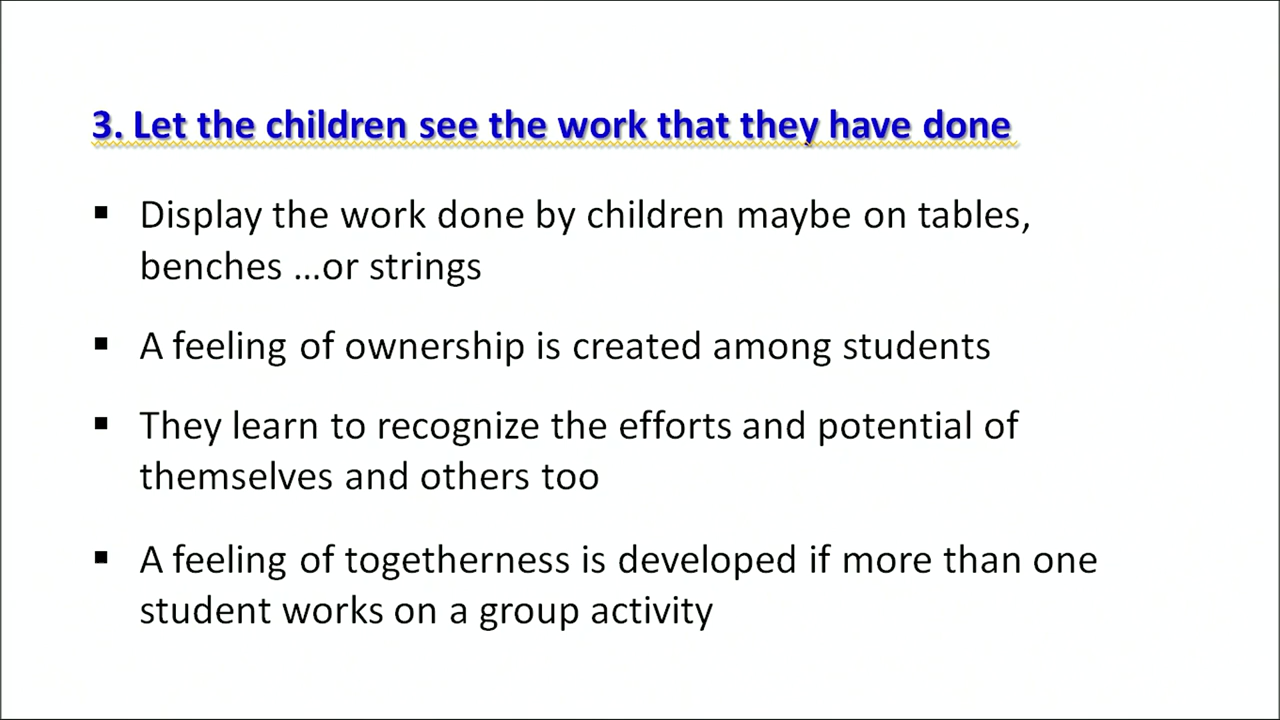 3. Let the children see the work that they have done
▪ Display the work done by children maybe on tables,
benches ...or strings
▪ A feeling of ownership is created among students
▪ They learn to recognize the efforts and potential of
themselves and others too
▪ A feeling of togetherness is developed if more than one
student works on a group activity